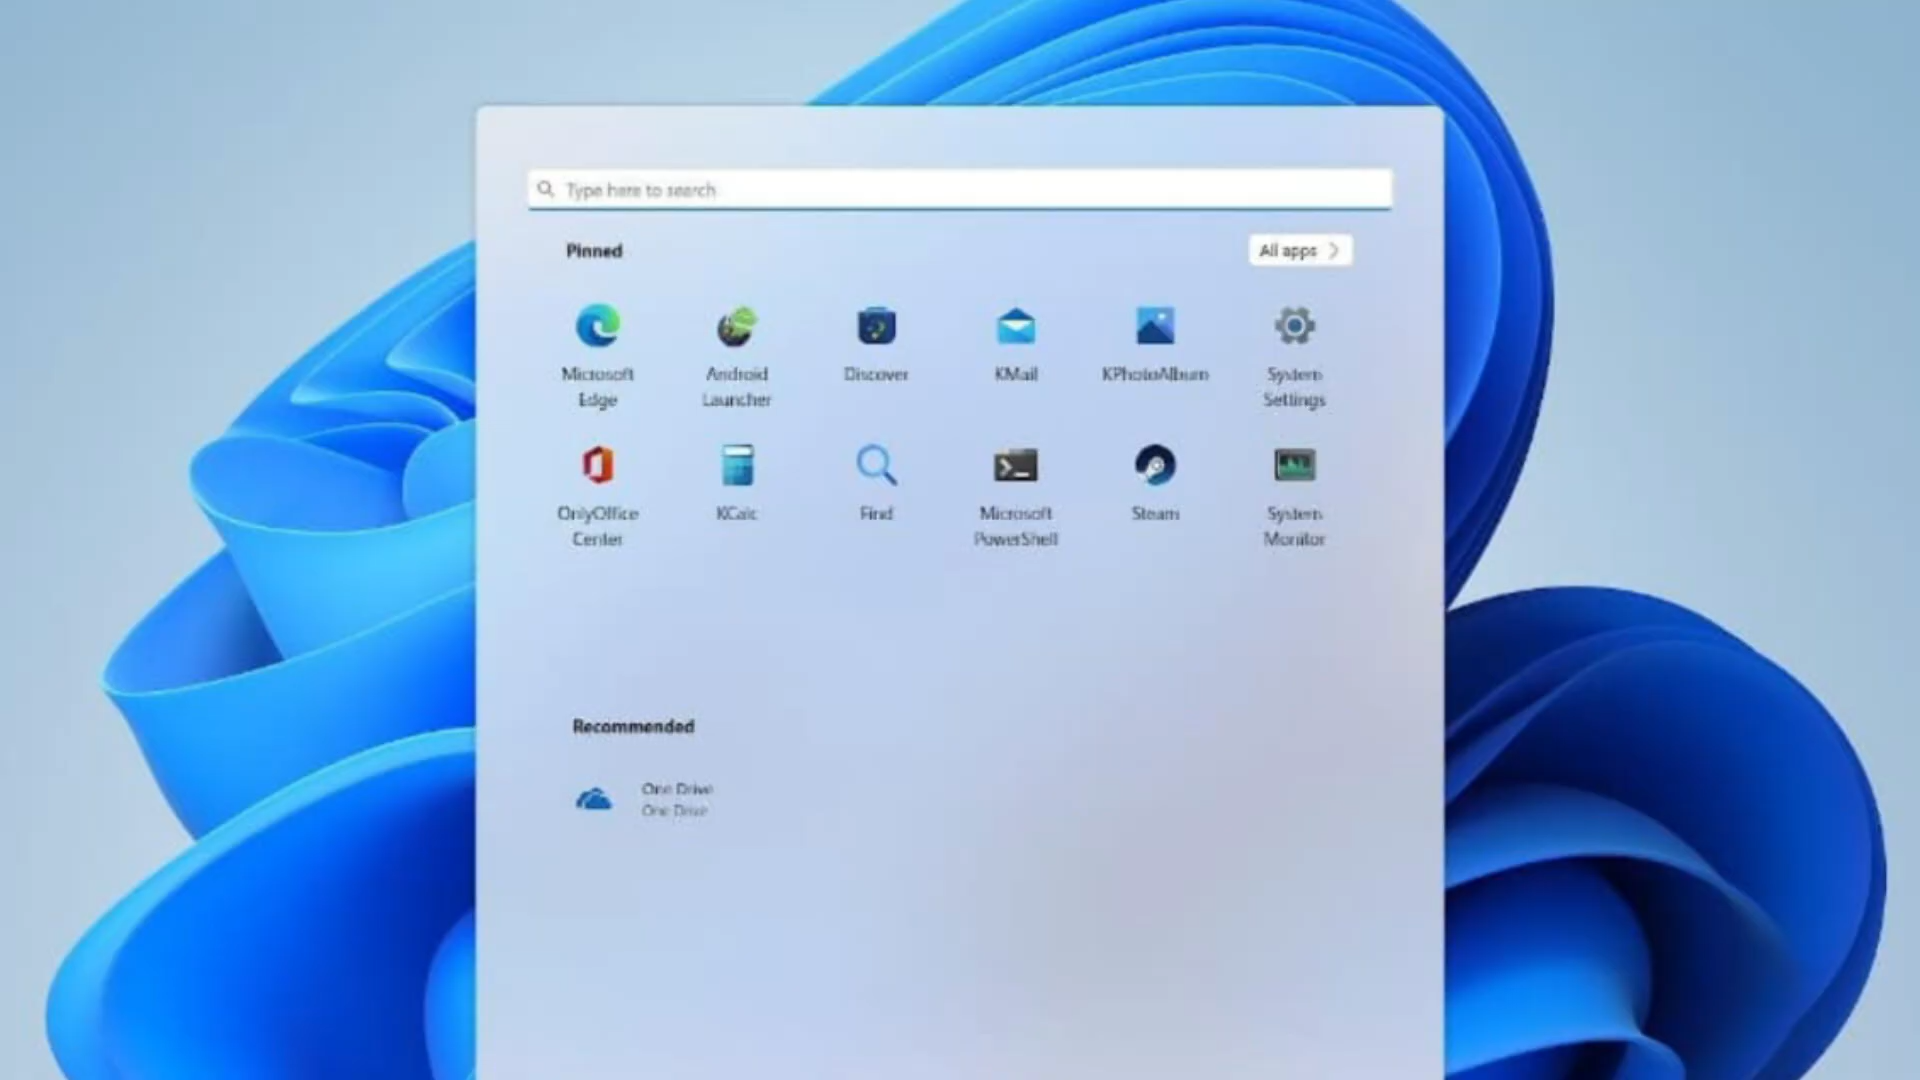 Type here to search
Pinned
All apps
Microsoft Edge
Android Launcher
Discover
KMail
KPhotoAlbum
System Settings
OnlyOffice Center
KCalc
Find
Microsoft PowerShell
Steam
System Monitor
Recommended
One Drive
One Drive